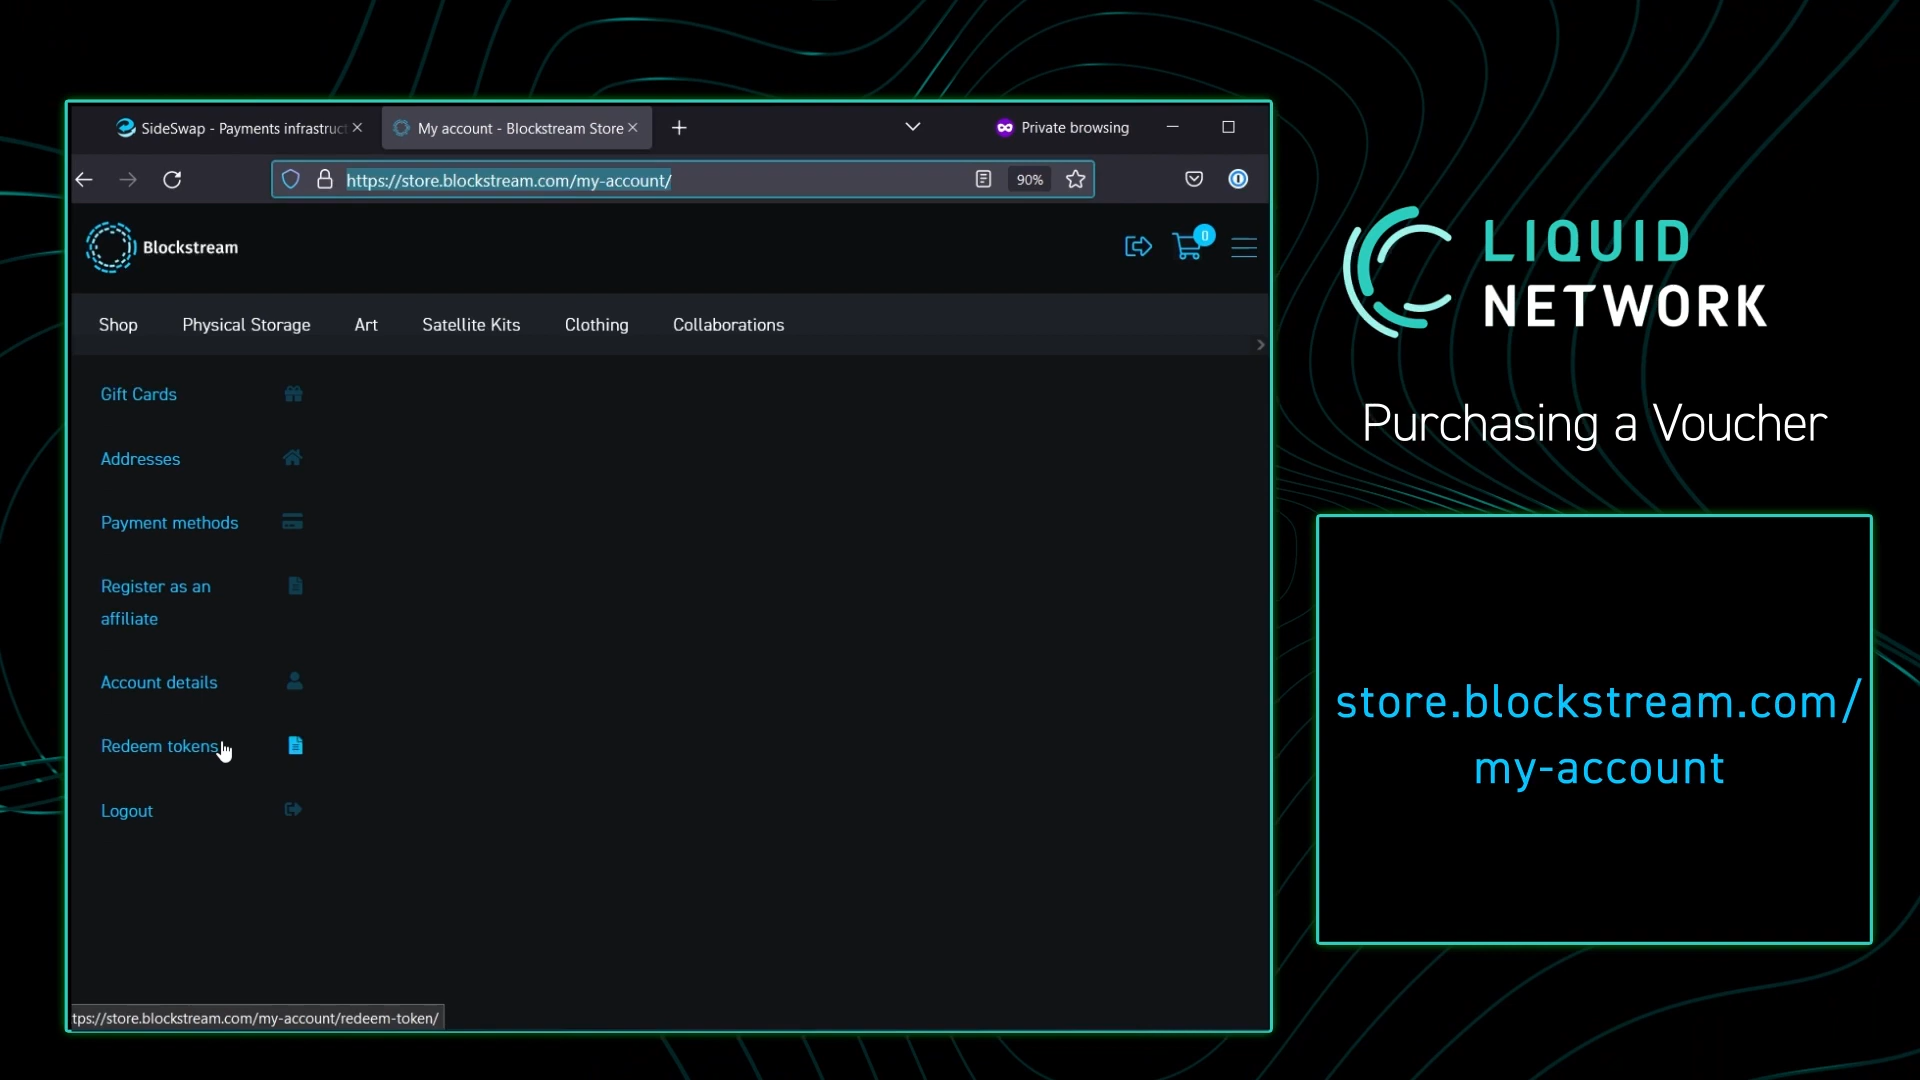 SideSwap - Payments infrastruct
My account - Blockstream Store
Private browsing
https://store.blockstream.com/my-account/
90%
Blockstream
0
Shop
Physical Storage
Art
Satellite Kits
Clothing
Collaborations
Gift Cards
Addresses
Payment methods
Register as an
affiliate
Account details
Redeem tokens
Logout
tps://store.blockstream.com/my-account/redeem-token/
LIQUID
NETWORK
Purchasing a Voucher
store.blockstream.com/
my-account